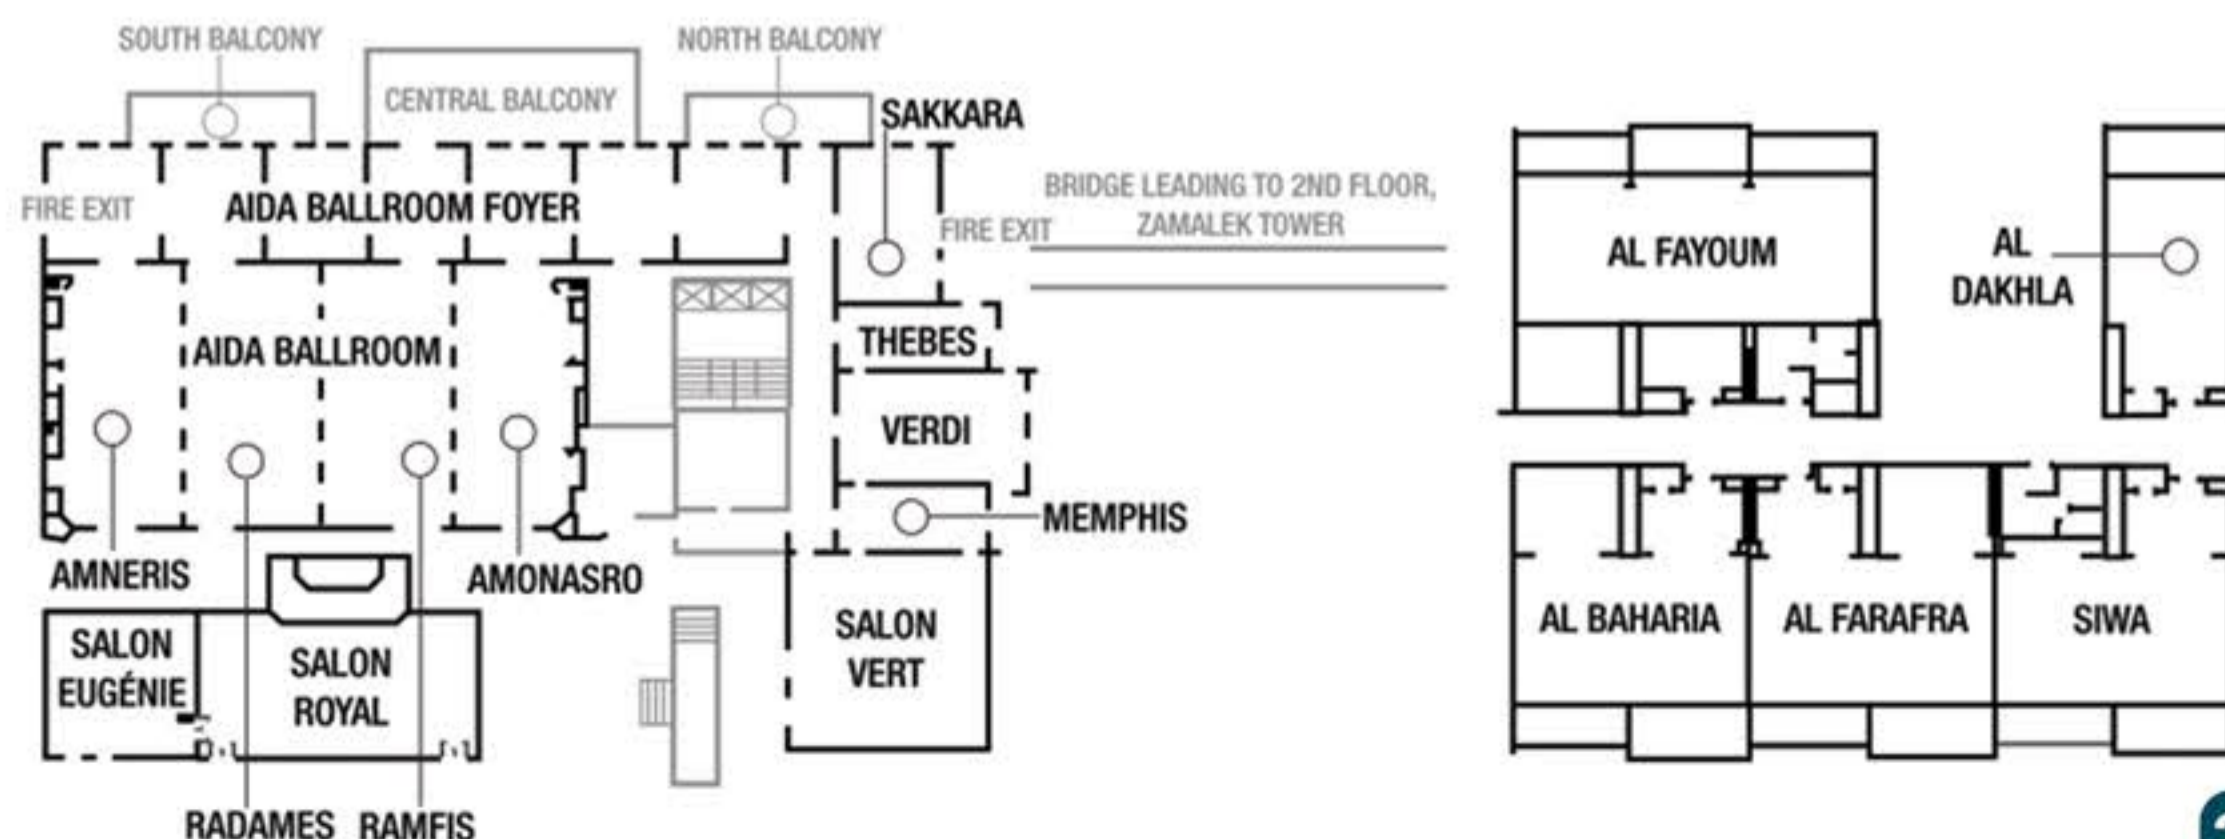 SOUTH BALCONY
NORTH BALCONY
CENTRAL BALCONY
SAKKARA
FIRE EXIT
AIDA BALLROOM FOYER
FIRE EXIT
BRIDGE LEADING TO 2ND FLOOR,
ZAMALEK TOWER
AL FAYOUM
AL
DAKHLA
AIDA BALLROOM
THEBES
VERDI
MEMPHIS
AMNERIS
AMONASRO
SALON
EUGÉNIE
SALON
ROYAL
SALON
VERT
AL BAHARIA
AL FARAFRA
SIWA
RADAMES
RAMFIS